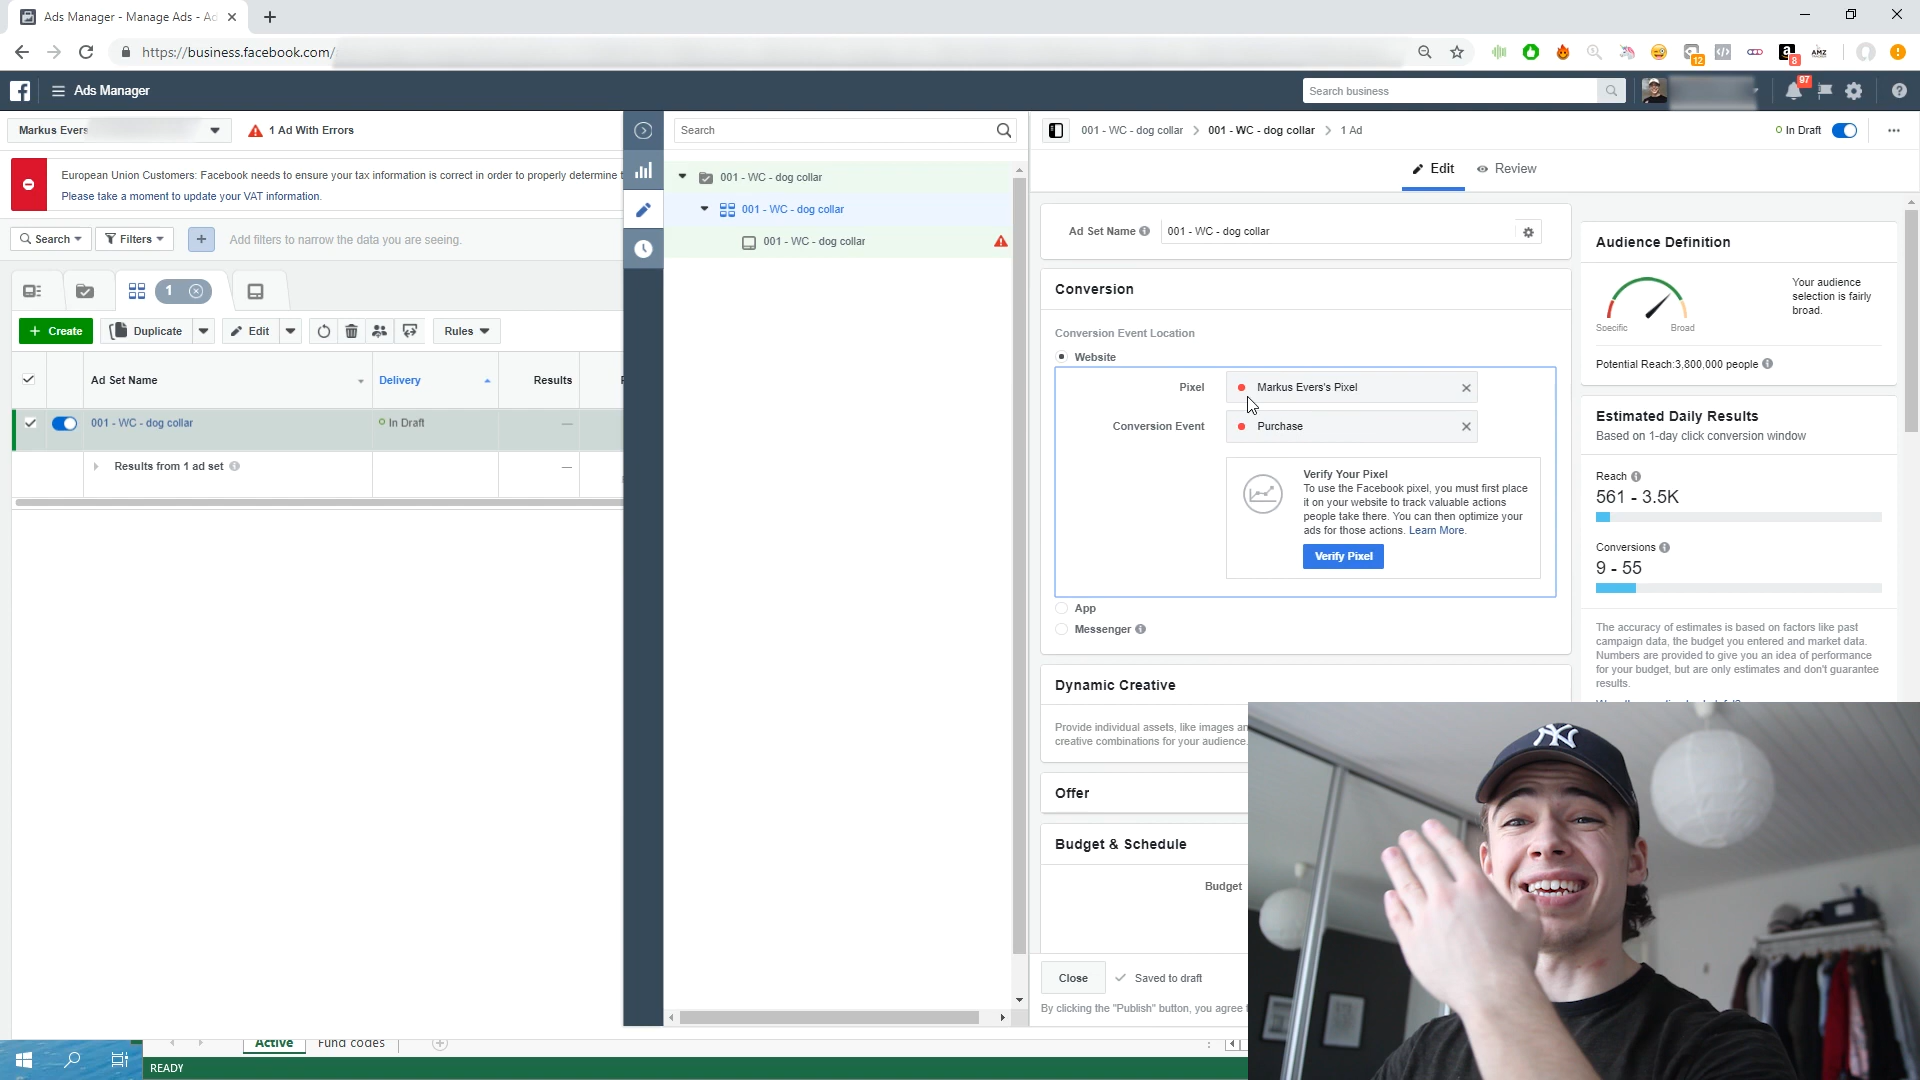 Ads Manager - Manage Ads - Ad
https://business.facebook.com/
12
8
AMZ
Ads Manager
Search business
97
Markus Evers
1 Ad With Errors
Search
001 - WC - dog collar
001 - WC - dog collar
1 Ad
In Draft
European Union Customers: Facebook needs to ensure your tax information is correct in order to properly determine t
Please take a moment to update your VAT information.
001 - WC - dog collar
001 - WC - dog collar
001 - WC - dog collar
Edit
Review
Search
Filters
Add filters to narrow the data you are seeing.
Ad Set Name
001 - WC - dog collar
Audience Definition
Your audience
selection is fairly
broad.
Specific
Broad
Potential Reach:3,800,000 people
1
Create
Duplicate
Edit
Rules
Ad Set Name
Delivery
Results
001 - WC - dog collar
In Draft
—
Results from 1 ad set
—
Conversion
Conversion Event Location
Website
Pixel
Markus Evers's Pixel
Conversion Event
Purchase
Verify Your Pixel
To use the Facebook pixel, you must first place
it on your website to track valuable actions
people take there. You can then optimize your
ads for those actions. Learn More.
Verify Pixel
App
Messenger
Estimated Daily Results
Based on 1-day click conversion window
Reach
561 - 3.5K
Conversions
9 - 55
The accuracy of estimates is based on factors like past
campaign data, the budget you entered and market data.
Numbers are provided to give you an idea of performance
for your budget, but are only estimates and don't guarantee
results.
Dynamic Creative
Provide individual assets, like images an
creative combinations for your audience.
Offer
Budget & Schedule
Budget
Close
Saved to draft
By clicking the "Publish" button, you agree t
Active
Fund codes
READY
NY